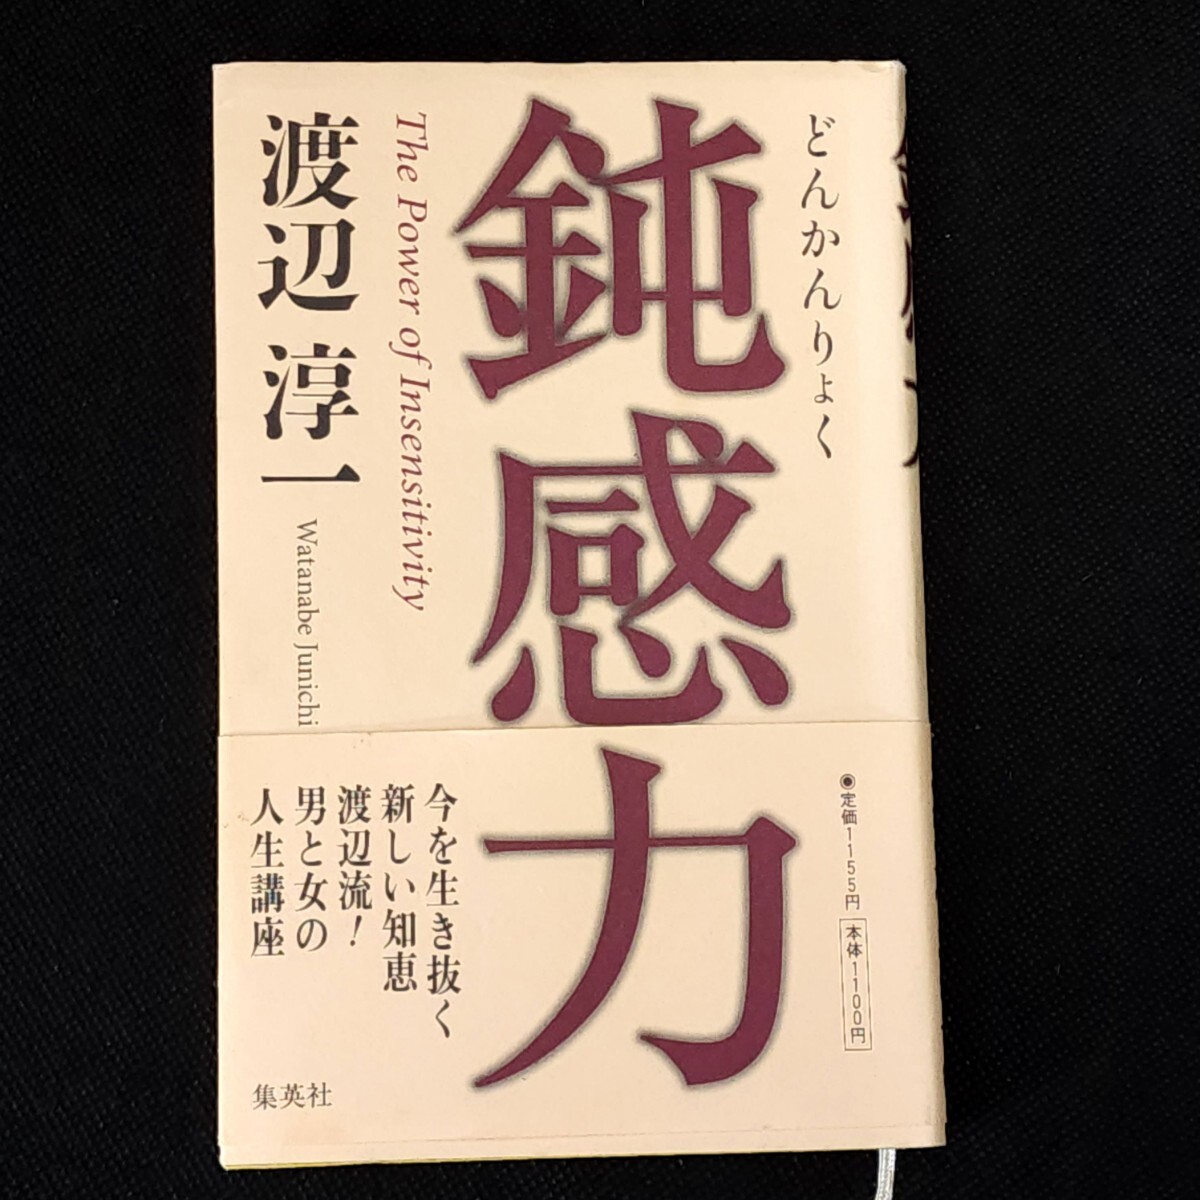 どんかんりょく
鈍感力
The Power of Insensitivity
渡辺淳一
Watanabe Junichi
●定価1155円 本体1100円
今を生き抜く
新しい知恵
渡辺流!
男と女の
人生講座
集英社